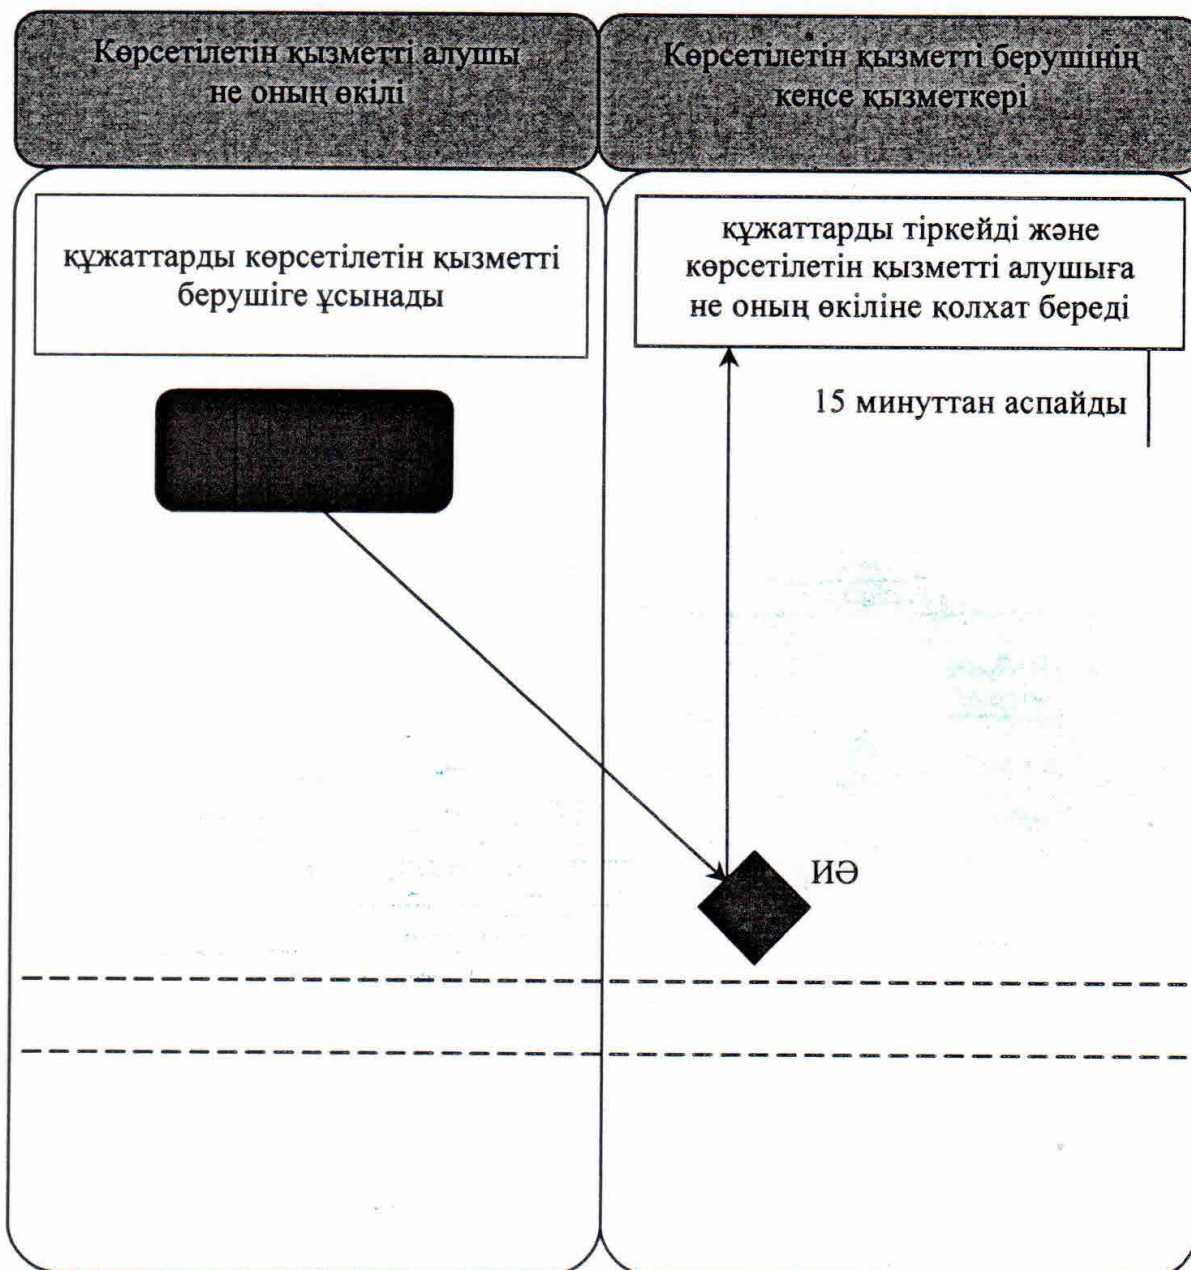 Көрсетілетін қызметті алушы
не оның өкілі
Көрсетілетін қызметті берушінің
кеңсе қызметкері
құжаттарды көрсетілетін қызметті
берушіге ұсынады
құжаттарды тіркейді және
көрсетілетін қызметті алушыға
не оның өкіліне қолхат береді
15 минуттан аспайды
ИӘ